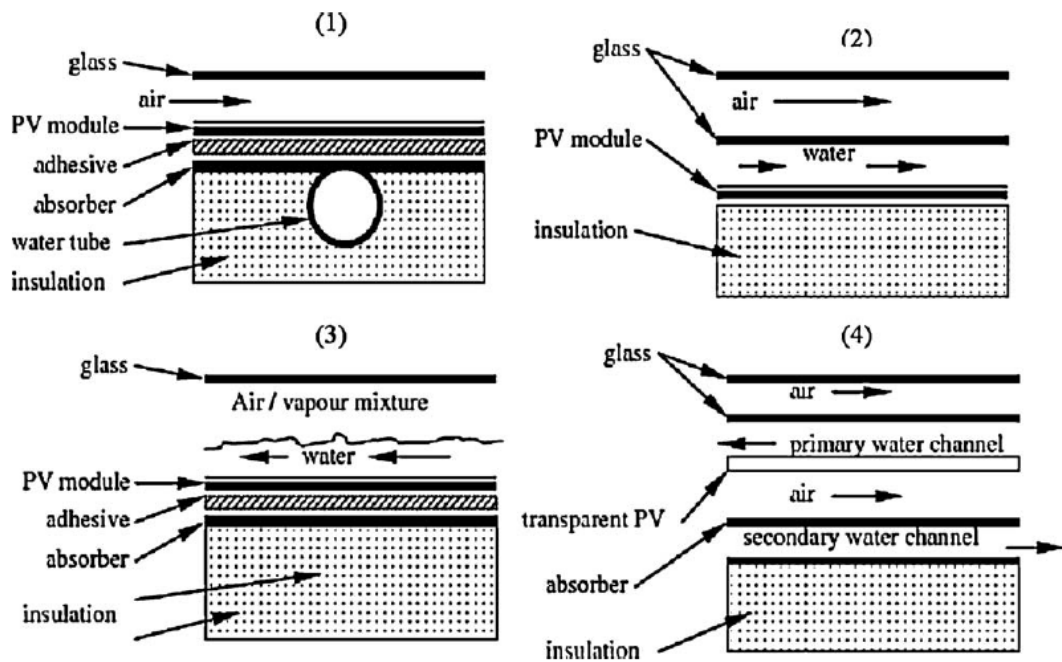 (1)
glass
air
PV module
adhesive
absorber
water tube
insulation
(2)
glass
air
PV module
water
insulation
(3)
glass
Air / vapour mixture
water
PV module
adhesive
absorber
insulation
(4)
glass
air
primary water channel
air
transparent PV
secondary water channel
absorber
insulation